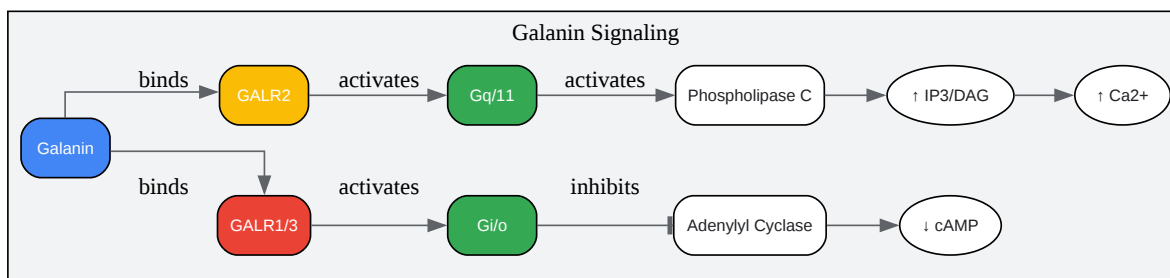 Galanin Signaling
binds
GALR2
activates
Gq/11
activates
Phospholipase C
↑ IP3/DAG
↑ Ca2+
Galanin
binds
GALR1/3
activates
Gi/o
inhibits
Adenylyl Cyclase
↓ cAMP